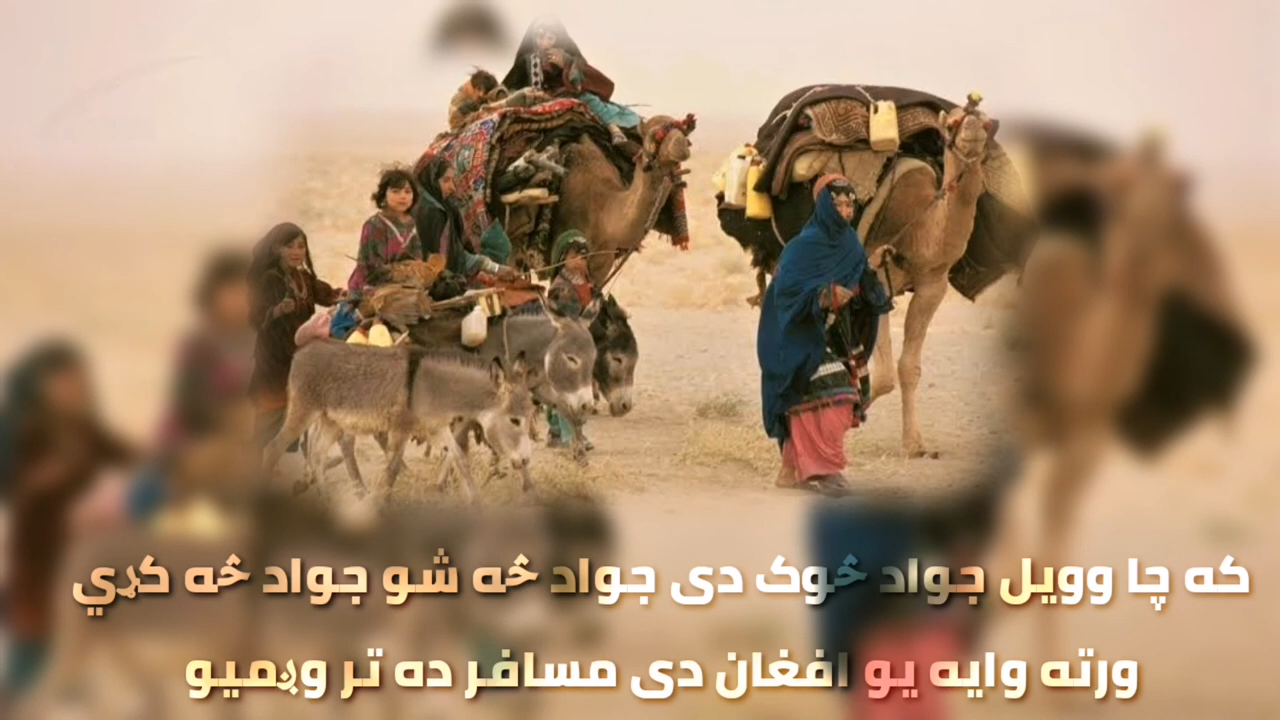 که چا وویل جواد څوک دی جواد څه شو جواد څه کړي
ورته وایه یو افغان دی مسافر ده تر وږمیو